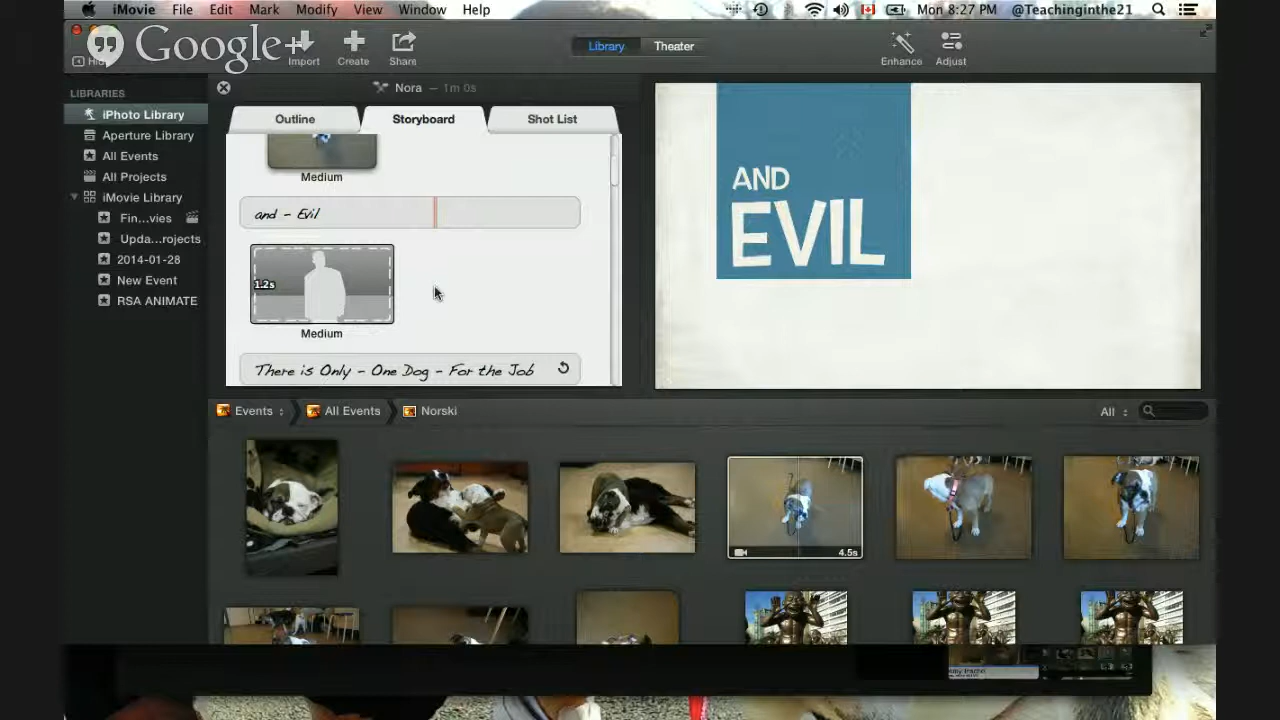 iMovie File Edit Mark Modify View Window Help Mon 8:27 PM @Teachinginthe21
Google+
Import Create Share Library Theater Enhance Adjust
LIBRARIES
iPhoto Library
Aperture Library
All Events
All Projects
iMovie Library
Fin...vies
Upda...rojects
2014-01-28
New Event
RSA ANIMATE
Nora – 1m 0s
Outline Storyboard Shot List
Medium
and - Evil
1.2s
Medium
There is Only - One Dog - For the Job
AND
EVIL
Events All Events Norski All
4.5s